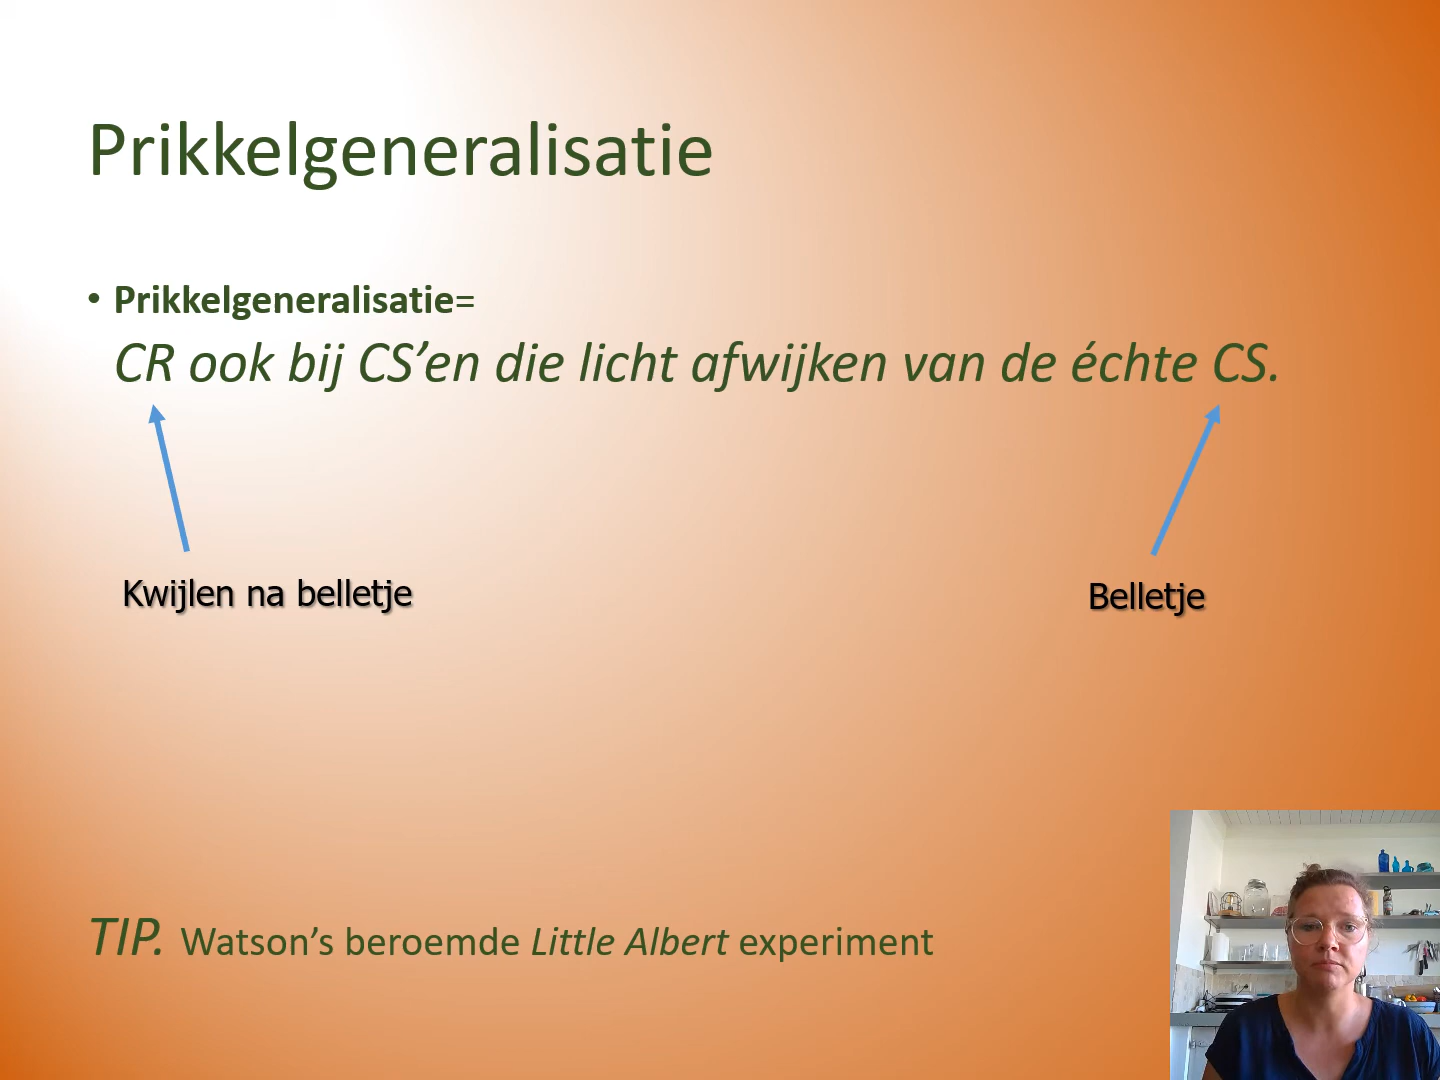 Prikkelgeneralisatie
• Prikkelgeneralisatie=
CR ook bij CS’en die licht afwijken van de échte CS.
Kwijlen na belletje
Belletje
TIP. Watson’s beroemde Little Albert experiment